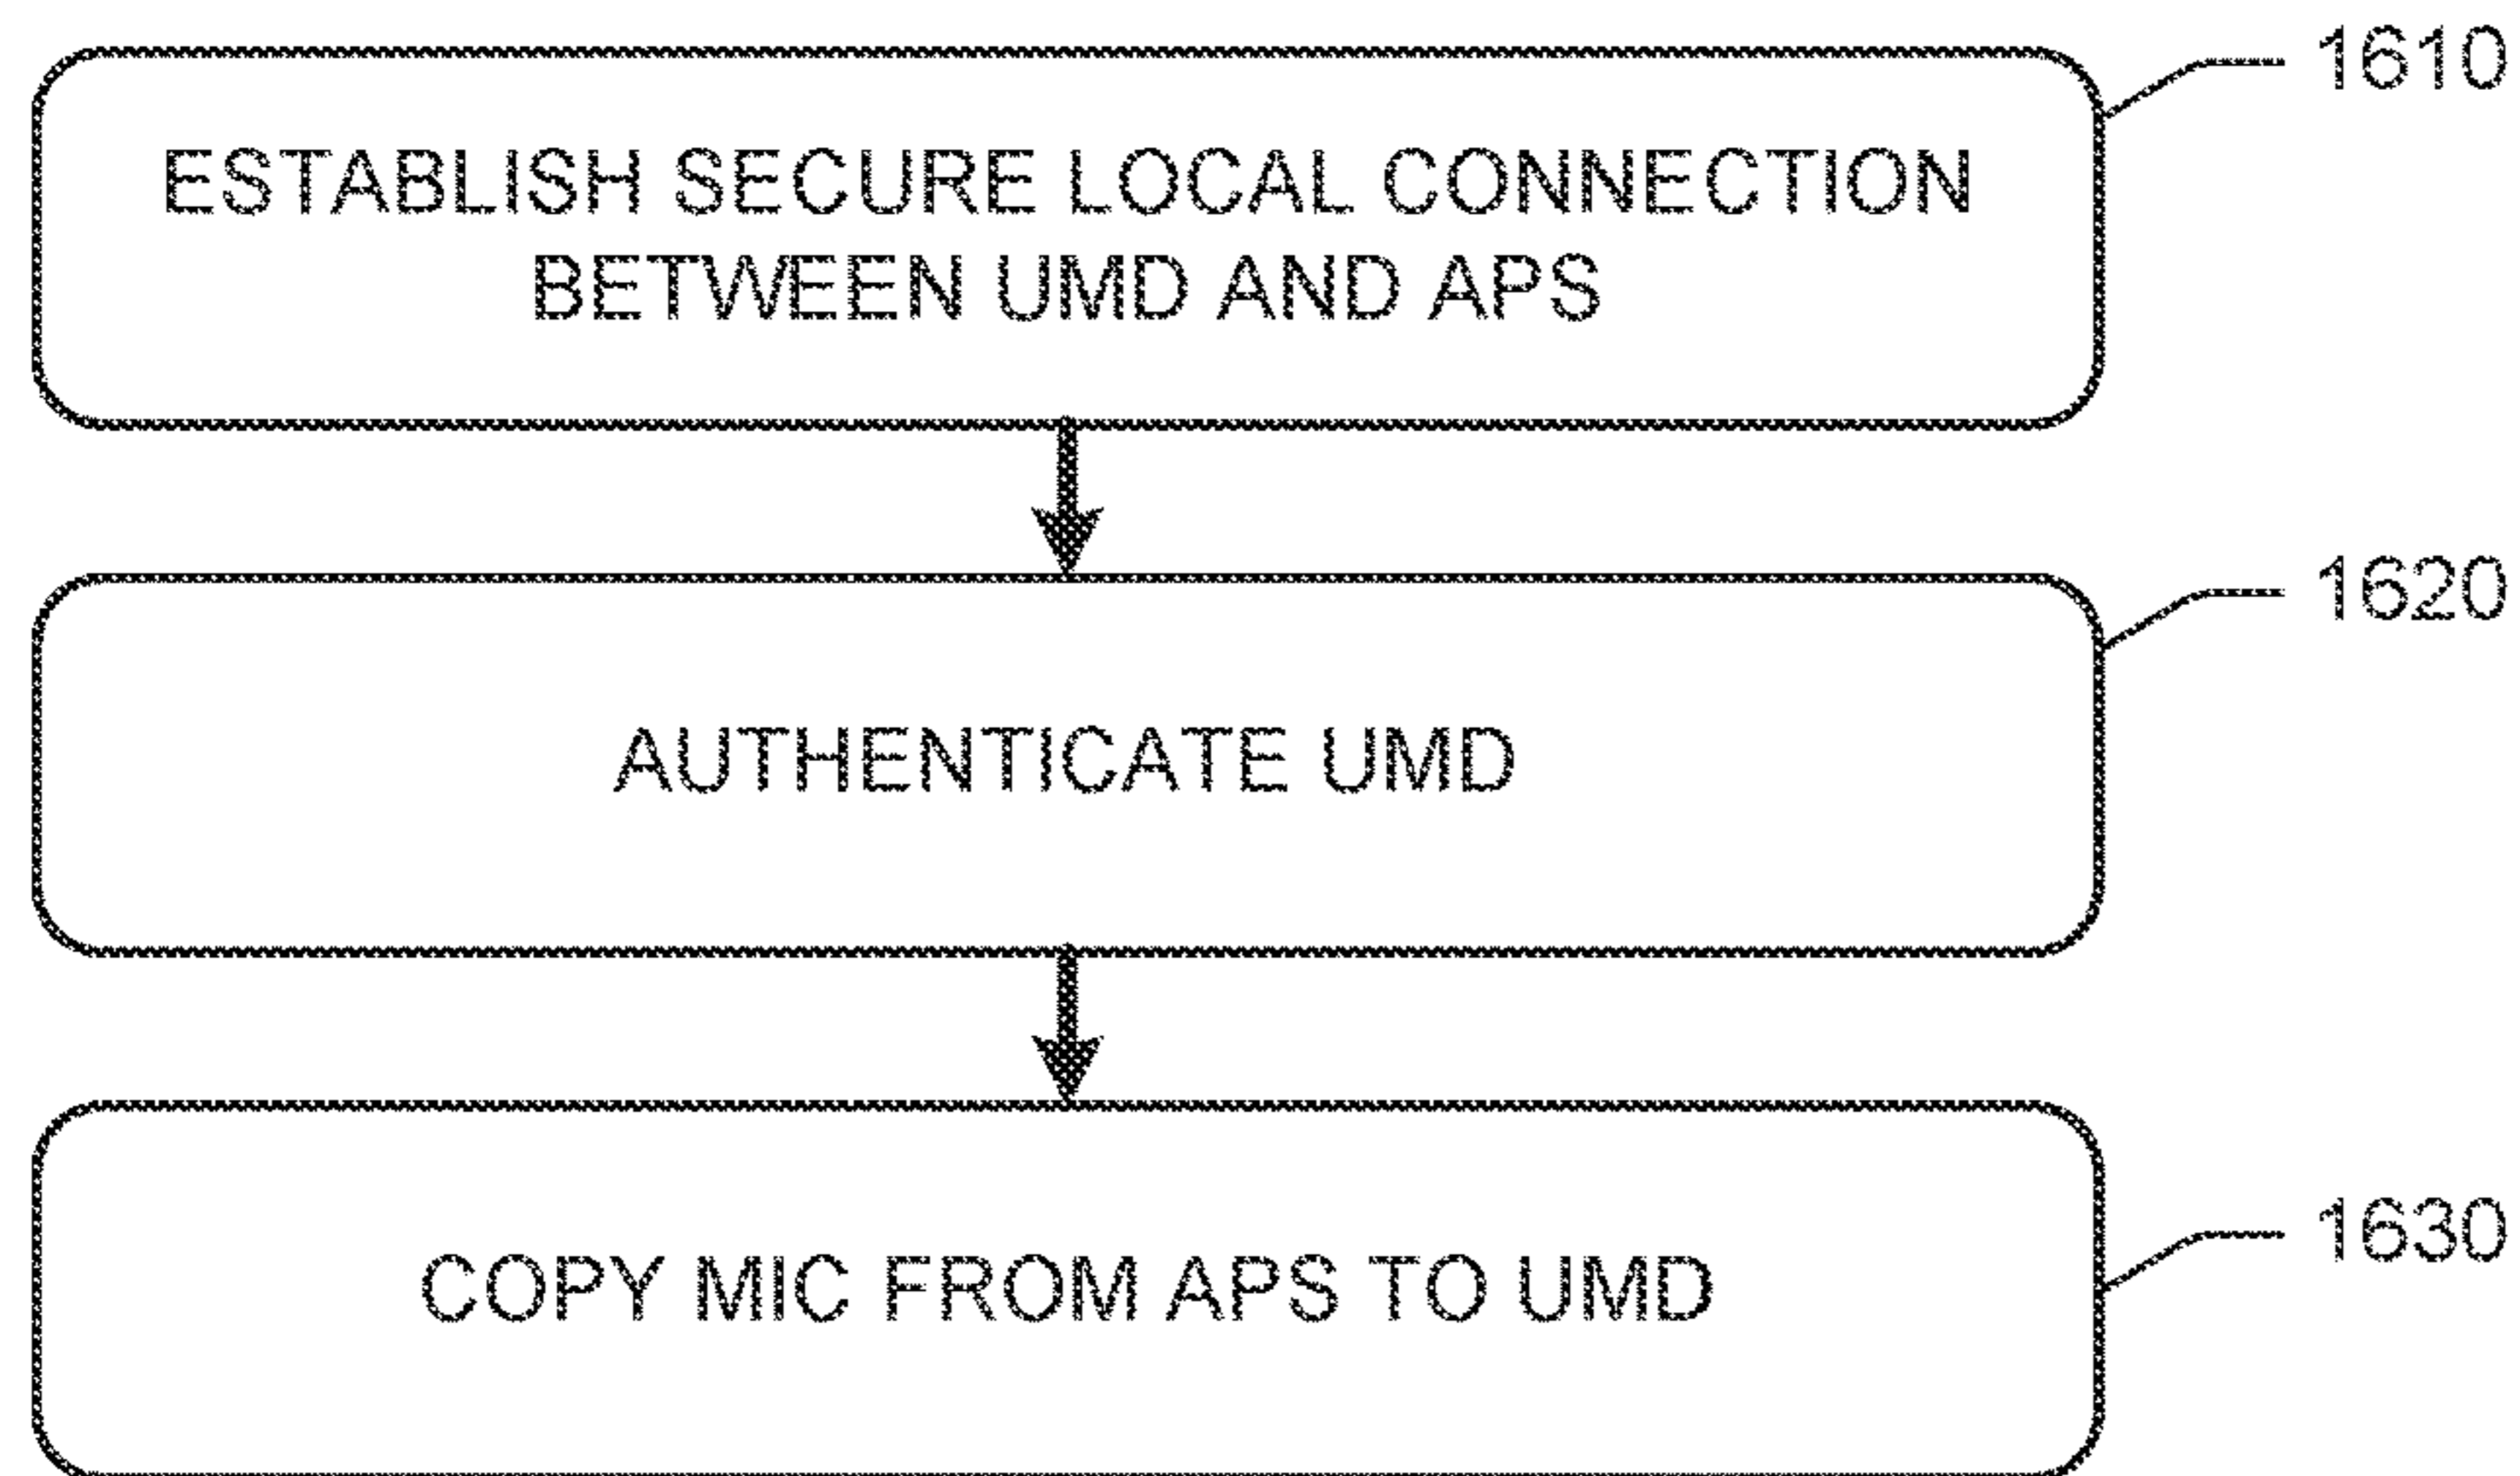 1610
ESTABLISH SECURE LOCAL CONNECTION
BETWEEN UMD AND APS
1620
AUTHENTICATE UMD
1630
COPY MIC FROM APS TO UMD